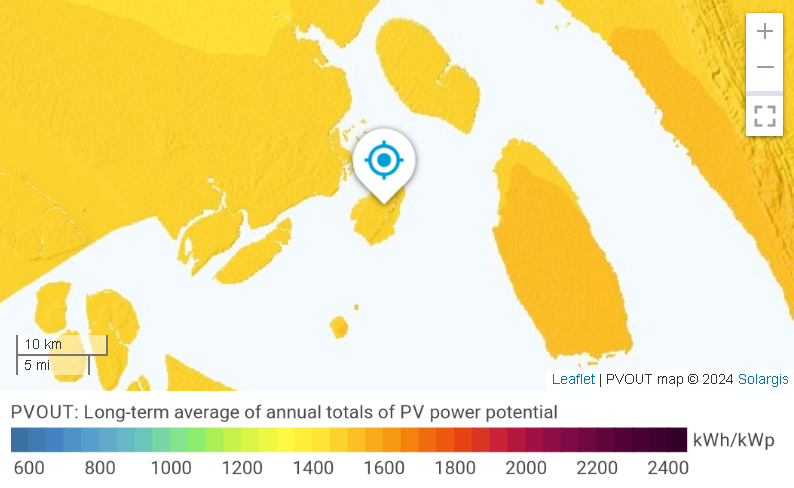 +
−
10 km
5 mi
Leaflet | PVOUT map © 2024 Solargis
PVOUT: Long-term average of annual totals of PV power potential
kWh/kWp
600 800 1000 1200 1400 1600 1800 2000 2200 2400